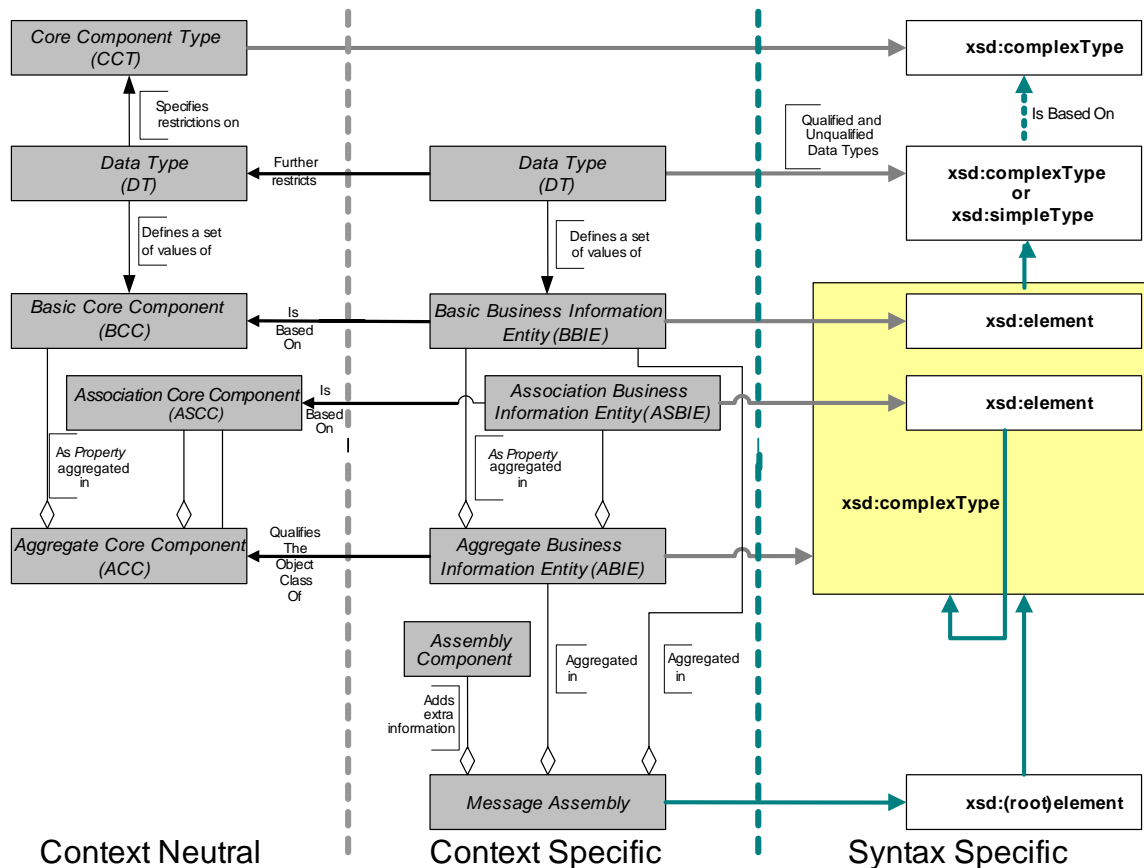 Core Component Type
(CCT)
xsd:complexType
Specifies
restrictions on
Qualified and
Unqualified
Data Types
Is Based On
Data Type
(DT)
Further
restricts
Data Type
(DT)
xsd:complexType
or
xsd:simpleType
Defines a set
of values of
Defines a set
of values of
Basic Core Component
(BCC)
Is
Based
On
Basic Business Information
Entity (BBIE)
xsd:element
Association Core Component
(ASCC)
Is
Based
On
Association Business
Information Entity (ASBIE)
xsd:element
As Property
aggregated
in
As Property
aggregated
in
xsd:complexType
Aggregate Core Component
(ACC)
Qualifies
The
Object
Class
Of
Aggregate Business
Information Entity (ABIE)
Assembly
Component
Aggregated
in
Aggregated
in
Adds
extra
information
Message Assembly
xsd:(root)element
Context Neutral
Context Specific
Syntax Specific